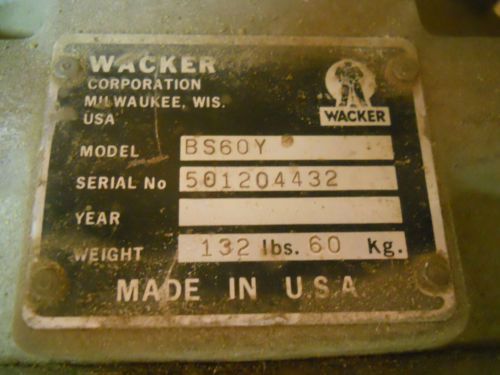 WACKER
CORPORATION
MILWAUKEE, WIS.
USA
WACKER
MODEL BS60Y
SERIAL No 501204432
YEAR
WEIGHT 132 lbs. 60 Kg.
MADE IN U.S.A